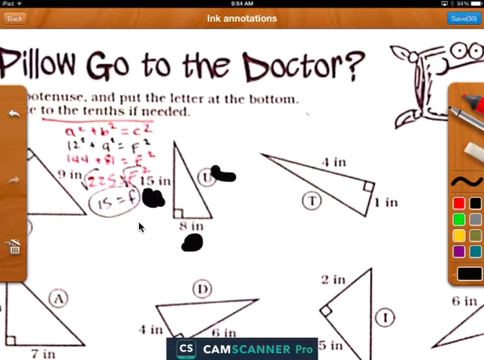 iPad
9:54 AM
94%
Back
Ink annotations
Save(30)
Pillow Go to the Doctor?
potenuse, and put the letter at the bottom.
e to the tenths if needed.
a² + b² = c²
12² + 9² = F²
144 + 81 = F²
9 in
√225 = √F²
15 in
U
4 in
15 = f
T
1 in
8 in
A
D
2 in
I
6 in
4 in
6 in
5 in
7 in
CS CAMSCANNER Pro